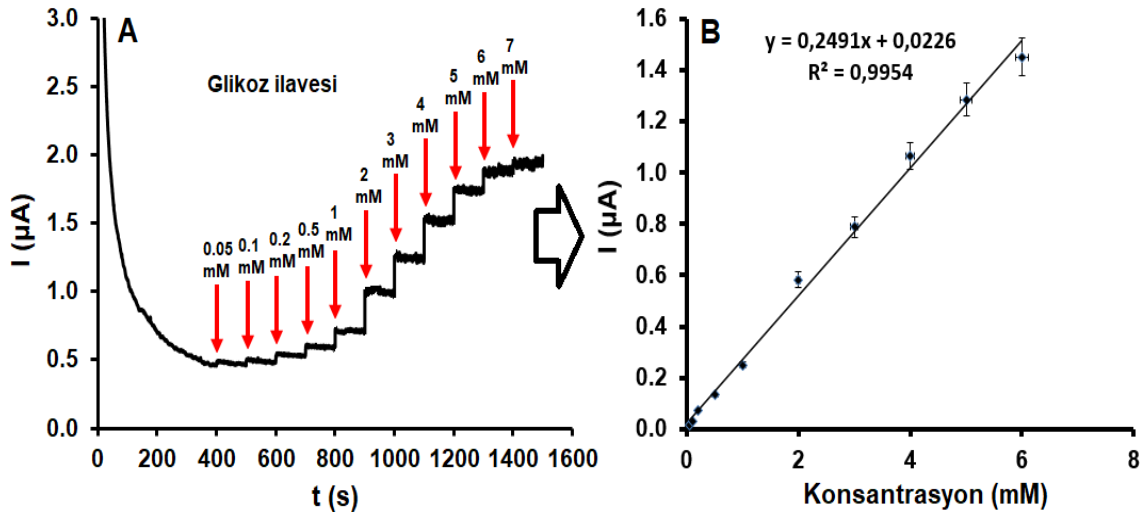 A
Glikoz ilavesi
0.05
mM
0.1
mM
0.2
mM
0.5
mM
1
mM
2
mM
3
mM
4
mM
5
mM
6
mM
7
mM
I (µA)
3.0
2.5
2.0
1.5
1.0
0.5
0.0
0 200 400 600 800 1000 1200 1400 1600
t (s)
B
y = 0,2491x + 0,0226
R² = 0,9954
I (µA)
1.6
1.4
1.2
1.0
0.8
0.6
0.4
0.2
0.0
0 2 4 6 8
Konsantrasyon (mM)